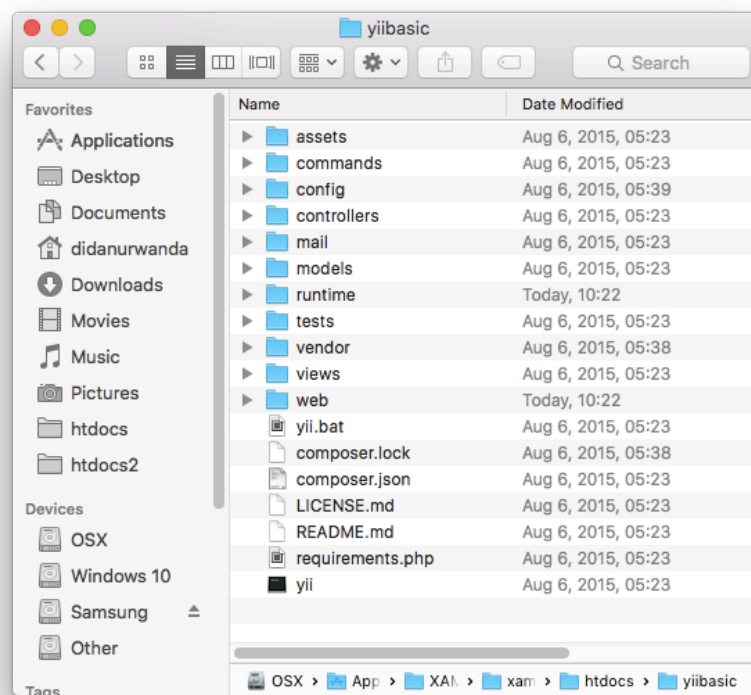 yiibasic
Search
Favorites
Applications
Desktop
Documents
didanurwanda
Downloads
Movies
Music
Pictures
htdocs
htdocs2
Devices
OSX
Windows 10
Samsung
Other
Tags
Name Date Modified
assets Aug 6, 2015, 05:23
commands Aug 6, 2015, 05:23
config Aug 6, 2015, 05:39
controllers Aug 6, 2015, 05:23
mail Aug 6, 2015, 05:23
models Aug 6, 2015, 05:23
runtime Today, 10:22
tests Aug 6, 2015, 05:23
vendor Aug 6, 2015, 05:38
views Aug 6, 2015, 05:23
web Today, 10:22
yii.bat Aug 6, 2015, 05:23
composer.lock Aug 6, 2015, 05:38
composer.json Aug 6, 2015, 05:23
LICENSE.md Aug 6, 2015, 05:23
README.md Aug 6, 2015, 05:23
requirements.php Aug 6, 2015, 05:23
yii Aug 6, 2015, 05:23
OSX › App › XAM › xam › htdocs › yiibasic